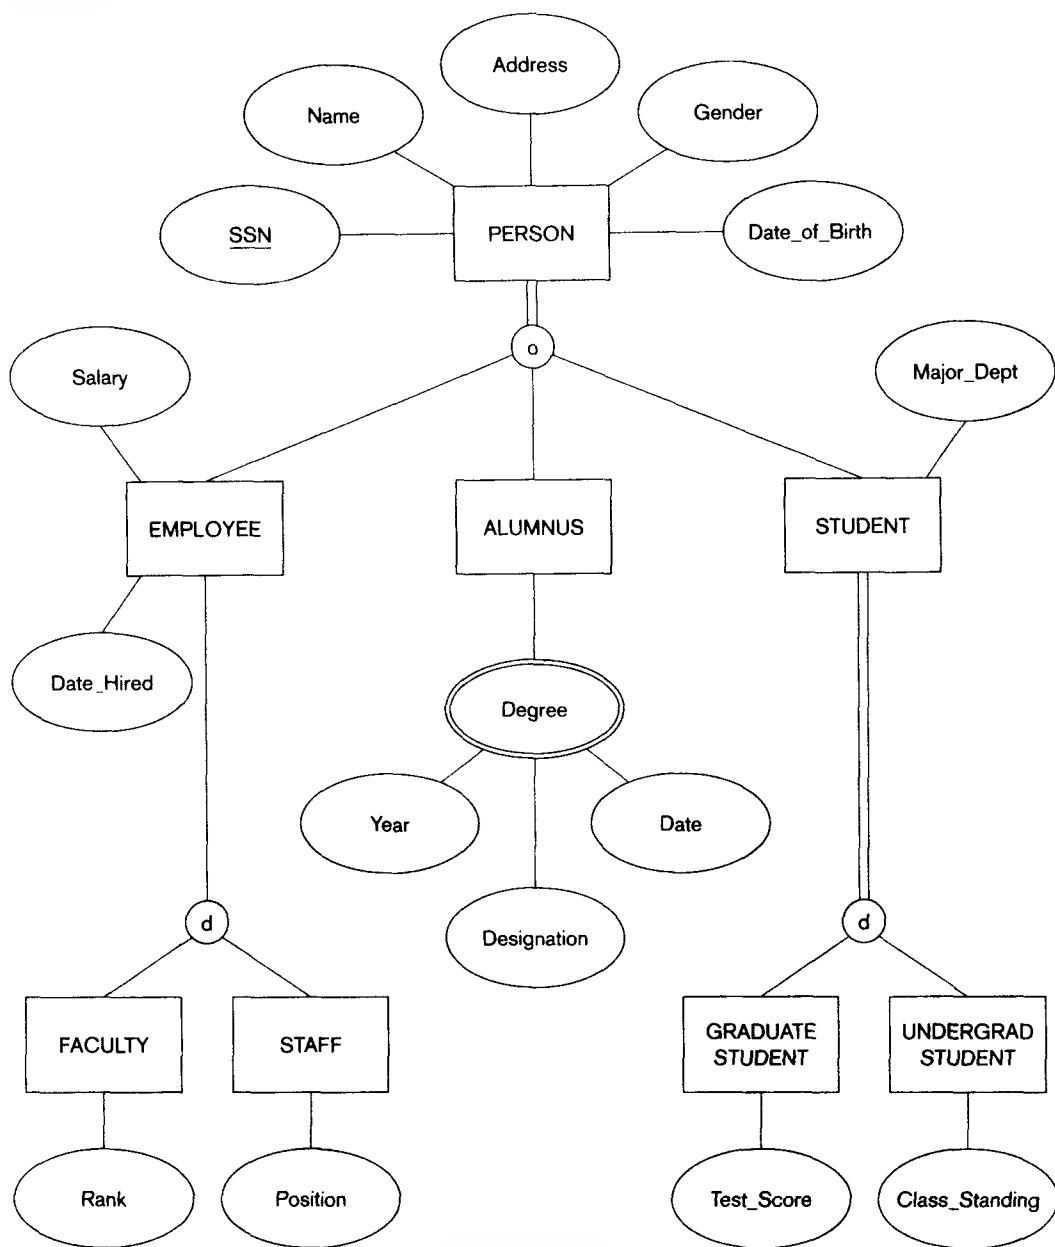 Address
Name
Gender
SSN
PERSON
Date_of_Birth
o
Salary
Major_Dept
EMPLOYEE
ALUMNUS
STUDENT
Date_Hired
Degree
Year
Date
Designation
d
d
FACULTY
STAFF
GRADUATE
STUDENT
UNDERGRAD
STUDENT
Rank
Position
Test_Score
Class_Standing